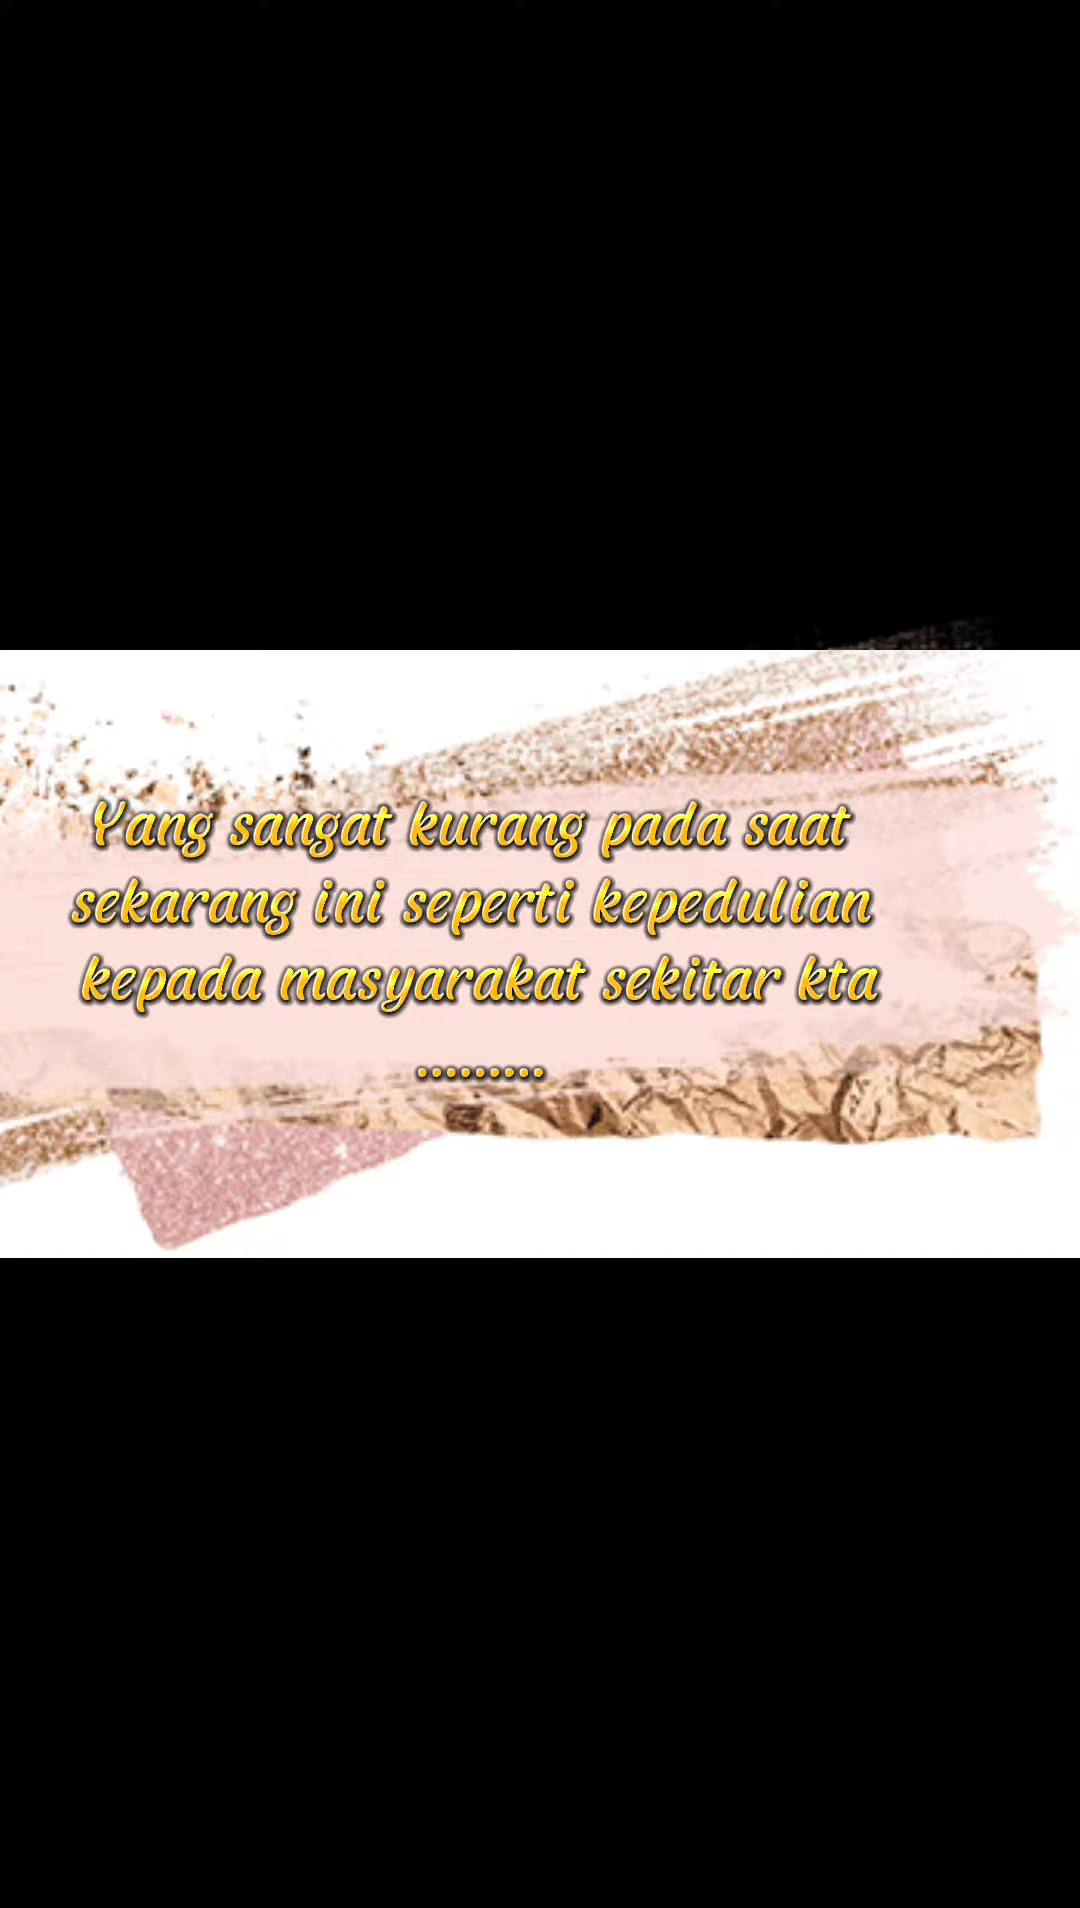 Yang sangat kurang pada saat
sekarang ini seperti kepedulian
kepada masyarakat sekitar kta
.........